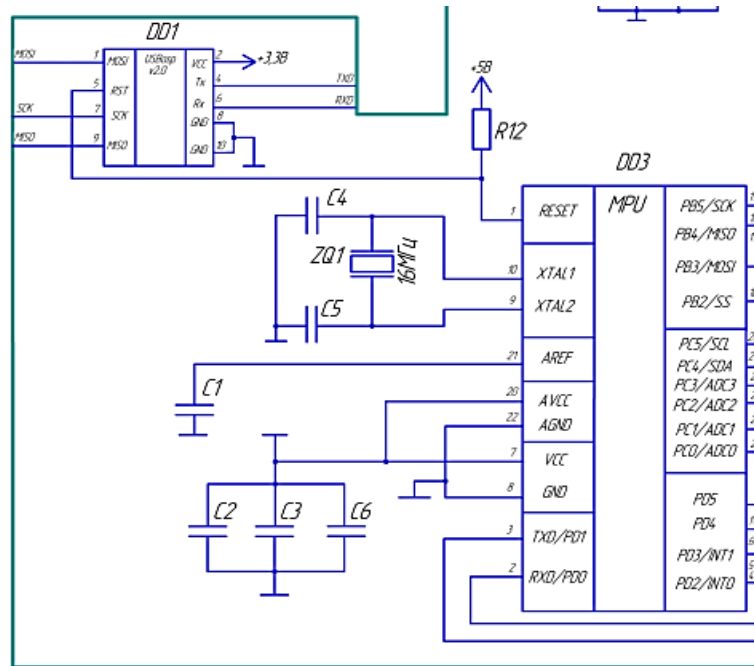 DD1
MOSI 1 MOSI USBasp v2.0 VCC 2 +3,3В
5 RST Tx 4 TXD
SCK 7 SCK Rx 6 RXD
GND 8
MISO 9 MISO GND 10
+5В
R12
DD3
1 RESET MPU PB5/SCK
PB4/MISO
C4
ZQ1 16МГц
10 XTAL1 PB3/MOSI
9 XTAL2 PB2/SS
C5
21 AREF PC5/SCL
PC4/SDA
C1
PC3/ADC3
20 AVCC PC2/ADC2
22 AGND PC1/ADC1
7 VCC PC0/ADC0
8 GND PD5
C2 C3 C6
PD4
3 TXD/PD1 PD3/INT1
2 RXD/PD0 PD2/INT0